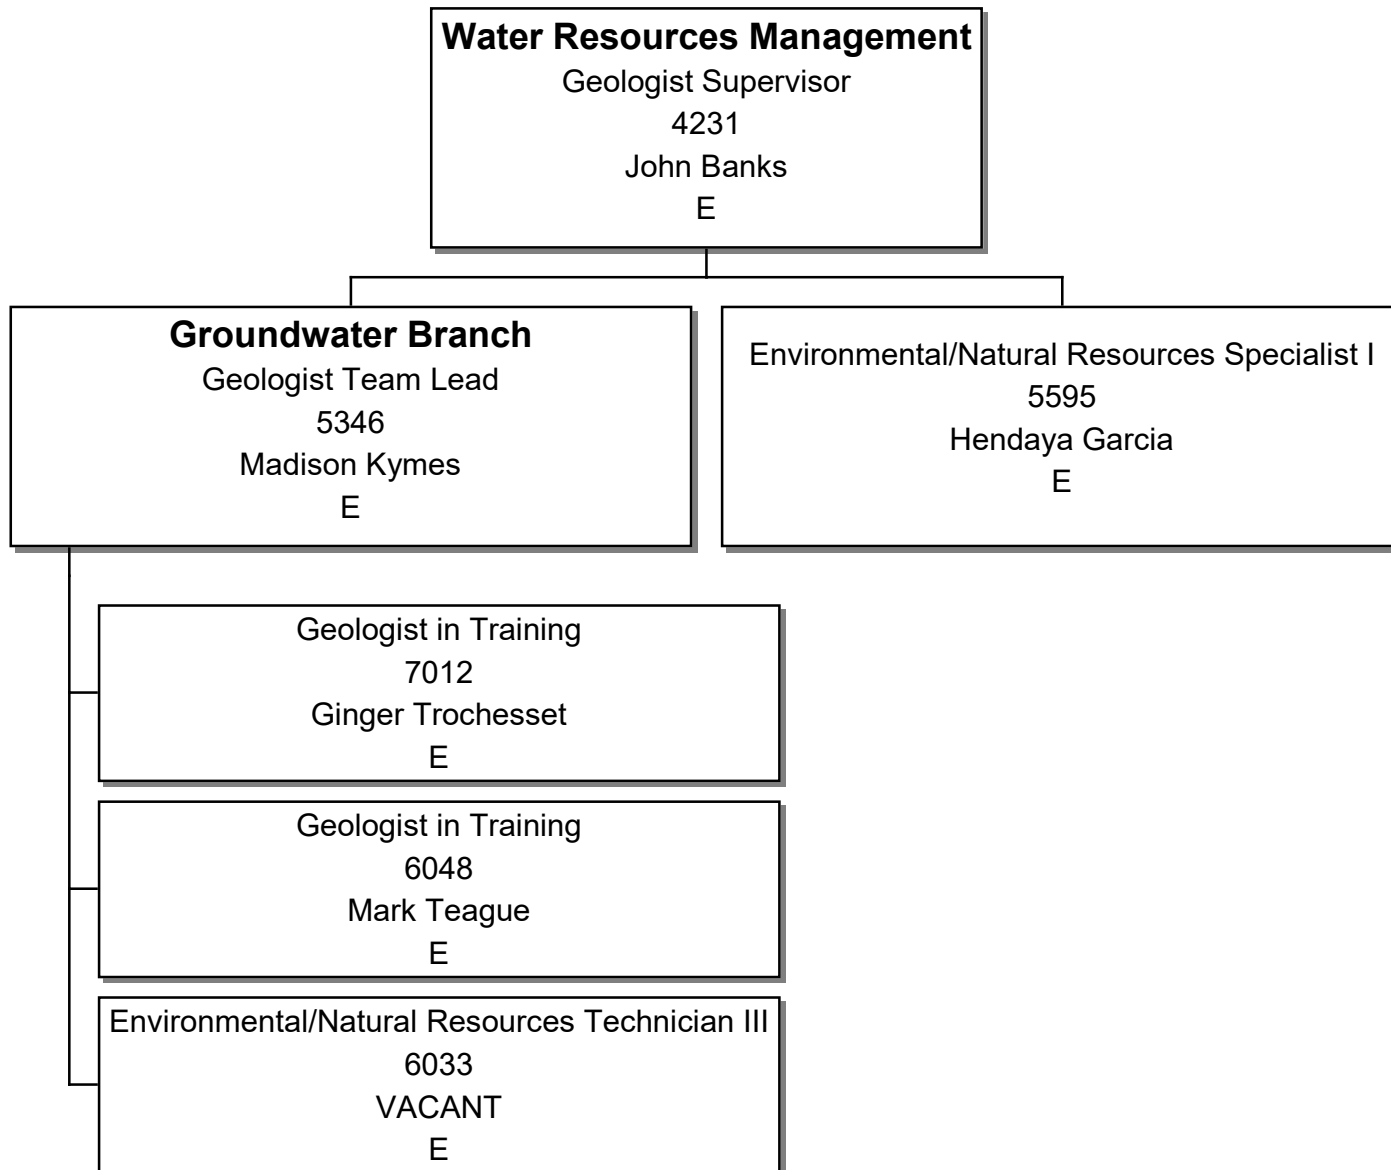 Water Resources Management
Geologist Supervisor
4231
John Banks
E
Groundwater Branch
Geologist Team Lead
5346
Madison Kymes
E
Environmental/Natural Resources Specialist I
5595
Hendaya Garcia
E
Geologist in Training
7012
Ginger Trochesset
E
Geologist in Training
6048
Mark Teague
E
Environmental/Natural Resources Technician III
6033
VACANT
E